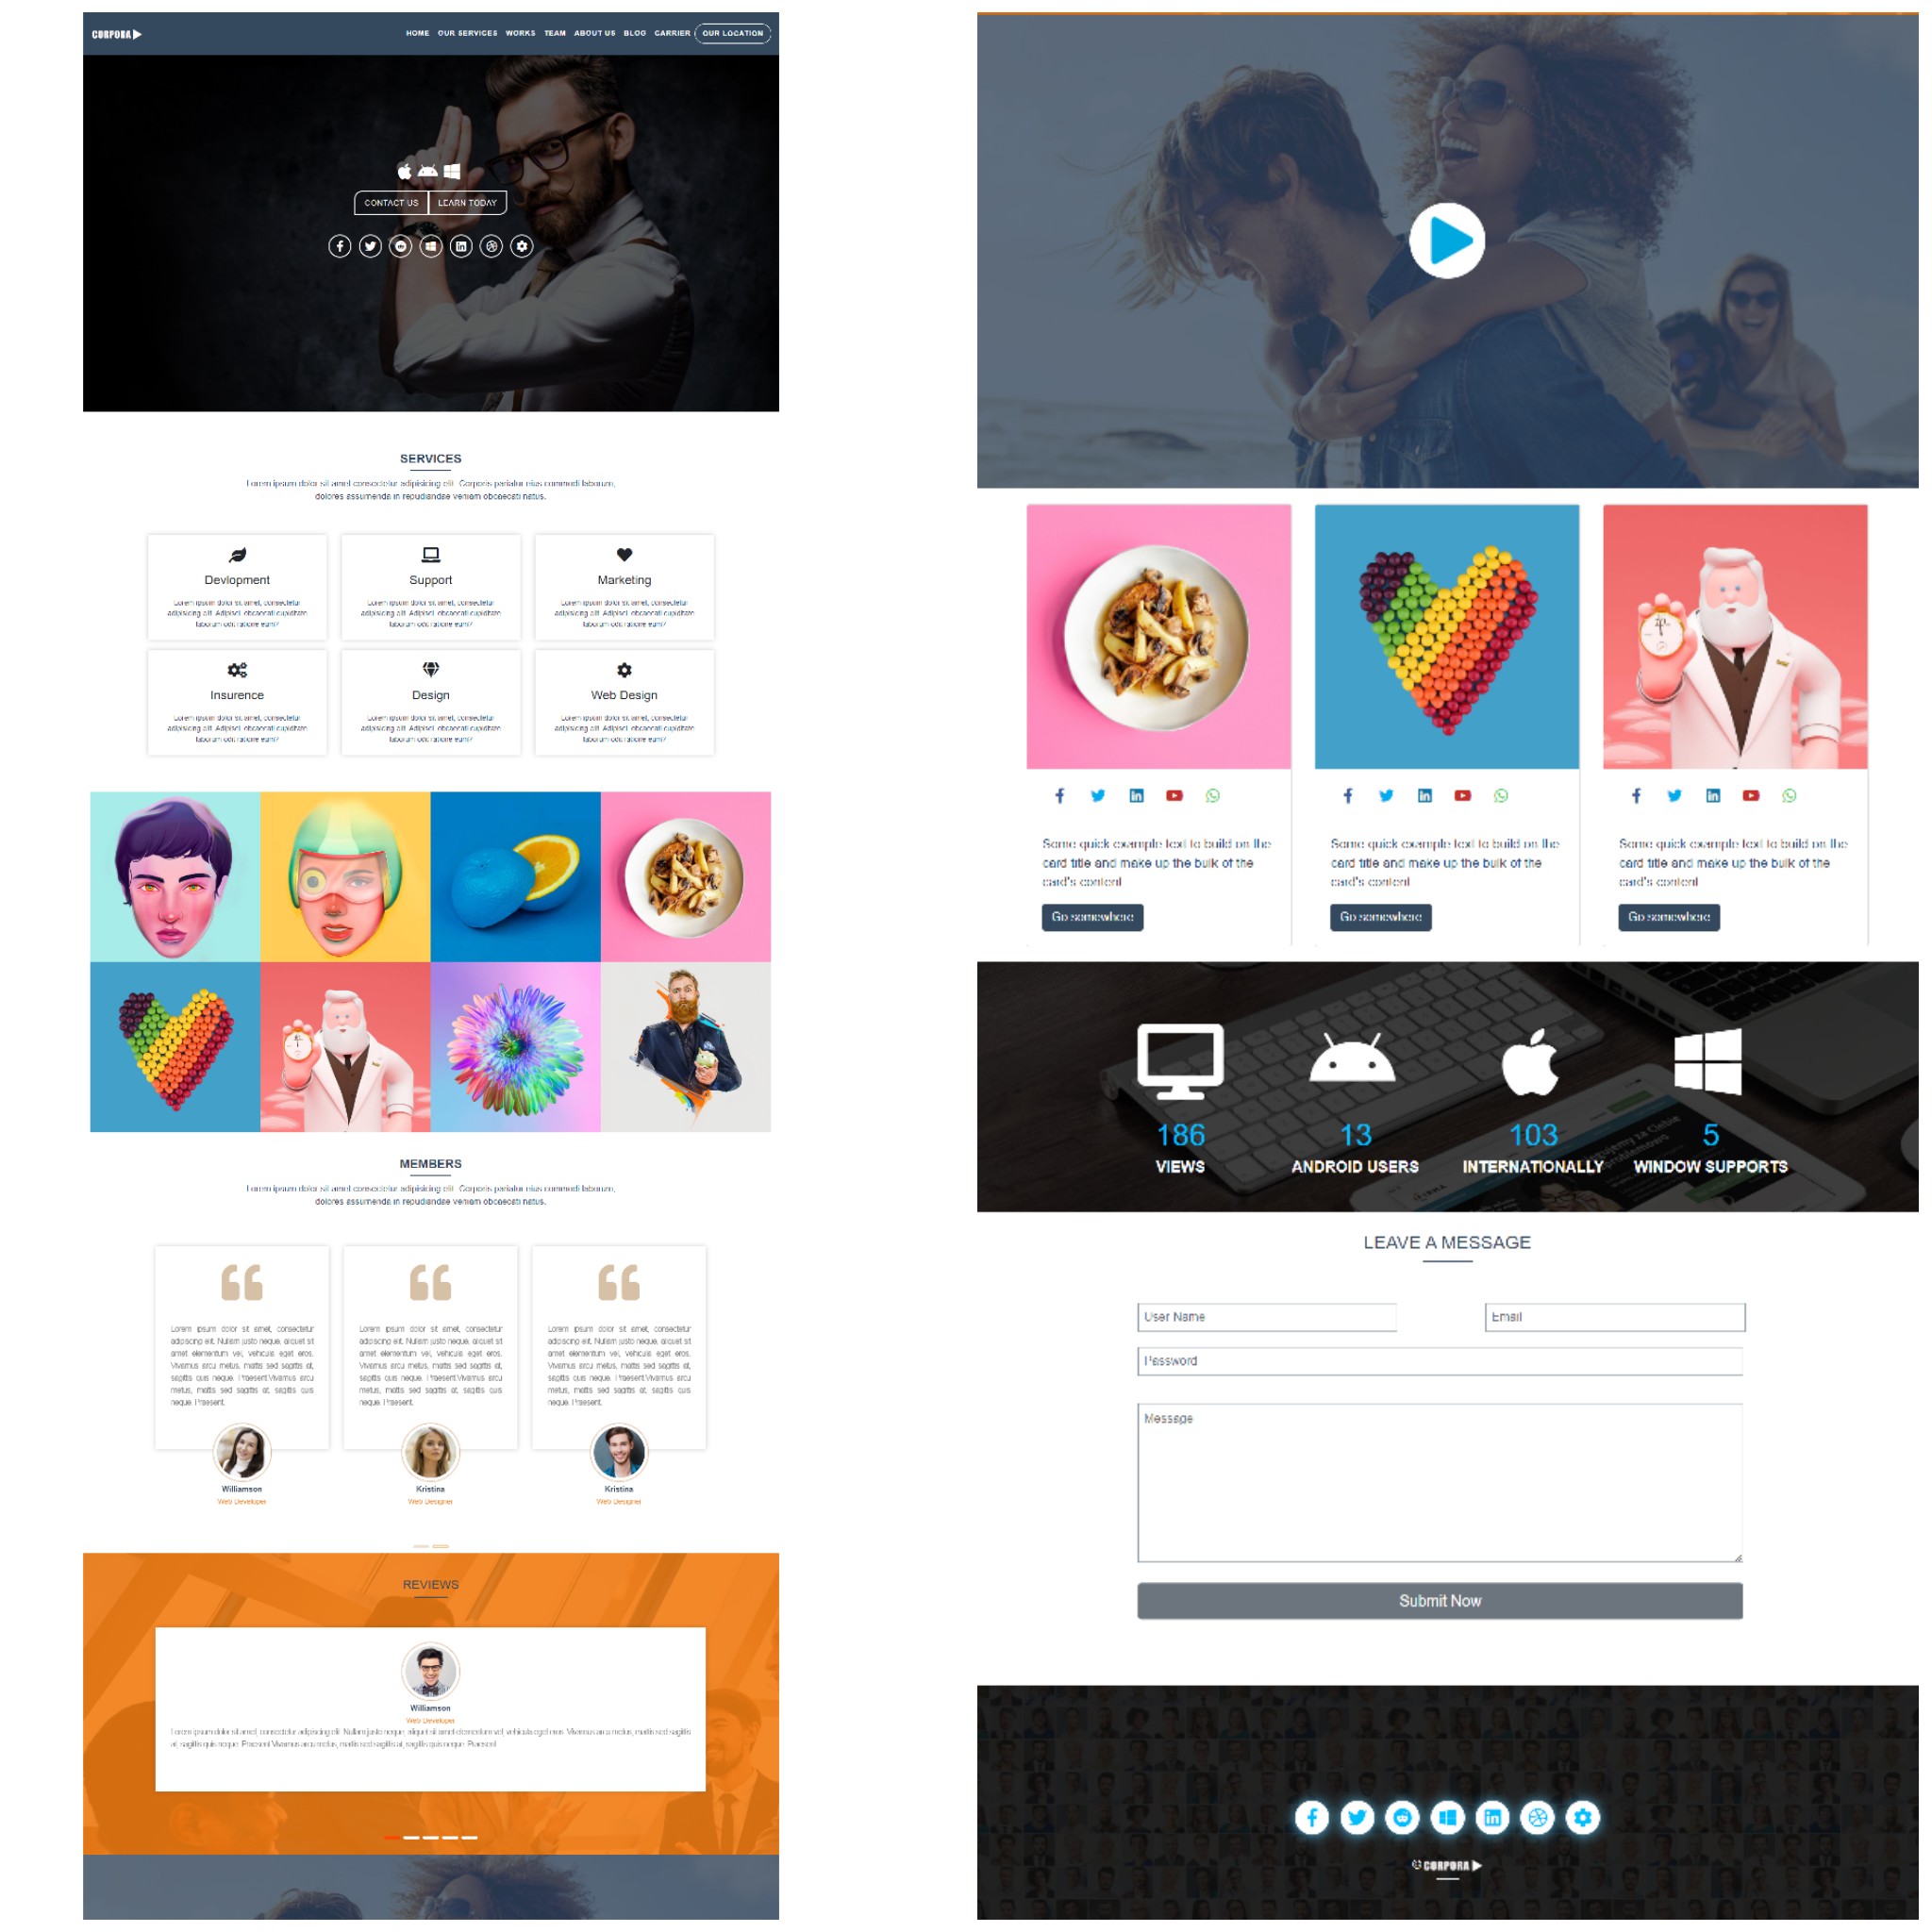 CORPORA
HOME OUR SERVICES WORKS TEAM ABOUT US BLOG CARRIER OUR LOCATION
CONTACT US LEARN TODAY
SERVICES
Lorem ipsum dolor sit amet consectetur adipisicing elit. Corporis pariatur eius commodi laborum,
dolores assumenda in repudiandae veniam obcaecati natus.
Devlopment
Lorem ipsum dolor sit amet, consectetur
adipisicing elit. Adipisci, obcaecati cupiditate
laborum odit ratione eum?
Support
Lorem ipsum dolor sit amet, consectetur
adipisicing elit. Adipisci, obcaecati cupiditate
laborum odit ratione eum?
Marketing
Lorem ipsum dolor sit amet, consectetur
adipisicing elit. Adipisci, obcaecati cupiditate
laborum odit ratione eum?
Insurence
Lorem ipsum dolor sit amet, consectetur
adipisicing elit. Adipisci, obcaecati cupiditate
laborum odit ratione eum?
Design
Lorem ipsum dolor sit amet, consectetur
adipisicing elit. Adipisci, obcaecati cupiditate
laborum odit ratione eum?
Web Design
Lorem ipsum dolor sit amet, consectetur
adipisicing elit. Adipisci, obcaecati cupiditate
laborum odit ratione eum?
MEMBERS
Lorem ipsum dolor sit amet consectetur adipisicing elit. Corporis pariatur eius commodi laborum,
dolores assumenda in repudiandae veniam obcaecati natus.
Lorem ipsum dolor sit amet, consectetur
adipiscing elit. Nullam justo neque, aliquet sit
amet elementum vel, vehicula eget eros.
Vivamus arcu metus, mattis sed sagittis at,
sagittis quis neque. Praesent.Vivamus arcu
metus, mattis sed sagittis at, sagittis quis
neque. Praesent.
Williamson
Web Developer
Lorem ipsum dolor sit amet, consectetur
adipiscing elit. Nullam justo neque, aliquet sit
amet elementum vel, vehicula eget eros.
Vivamus arcu metus, mattis sed sagittis at,
sagittis quis neque. Praesent.Vivamus arcu
metus, mattis sed sagittis at, sagittis quis
neque. Praesent.
Kristina
Web Designer
Lorem ipsum dolor sit amet, consectetur
adipiscing elit. Nullam justo neque, aliquet sit
amet elementum vel, vehicula eget eros.
Vivamus arcu metus, mattis sed sagittis at,
sagittis quis neque. Praesent.Vivamus arcu
metus, mattis sed sagittis at, sagittis quis
neque. Praesent.
Kristina
Web Designer
REVIEWS
Williamson
Web Developer
Lorem ipsum dolor sit amet, consectetur adipiscing elit. Nullam justo neque, aliquet sit amet elementum vel, vehicula eget eros. Vivamus arcu metus, mattis sed sagittis
at, sagittis quis neque. Praesent.Vivamus arcu metus, mattis sed sagittis at, sagittis quis neque. Praesent.
Some quick example text to build on the
card title and make up the bulk of the
card's content
Go somewhere
Some quick example text to build on the
card title and make up the bulk of the
card's content
Go somewhere
Some quick example text to build on the
card title and make up the bulk of the
card's content
Go somewhere
186
VIEWS
13
ANDROID USERS
103
INTERNATIONALLY
5
WINDOW SUPPORTS
LEAVE A MESSAGE
User Name
Email
Password
Message
Submit Now
CORPORA